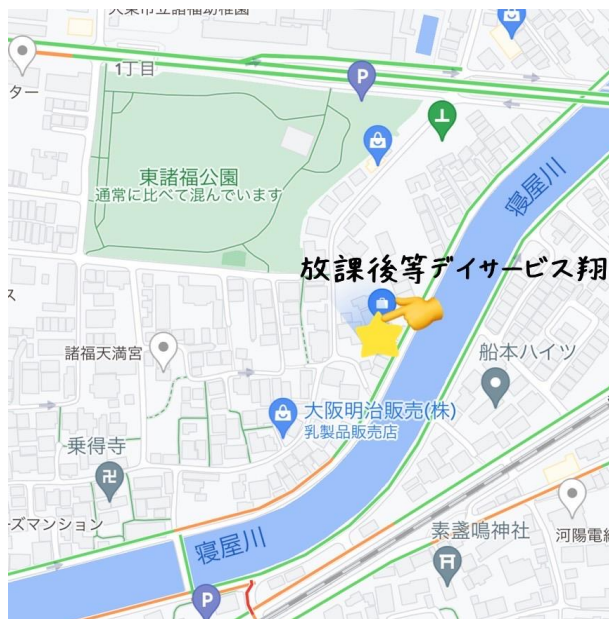 大東市立諸福幼稚園
1丁目
P
ター
東諸福公園
通常に比べて混んでいます
寝屋川
放課後等デイサービス翔
ス
諸福天満宮
船本ハイツ
大阪明治販売(株)
乳製品販売店
乗得寺
卍
ーズマンション
寝屋川
素盞嗚神社
河陽電線
P